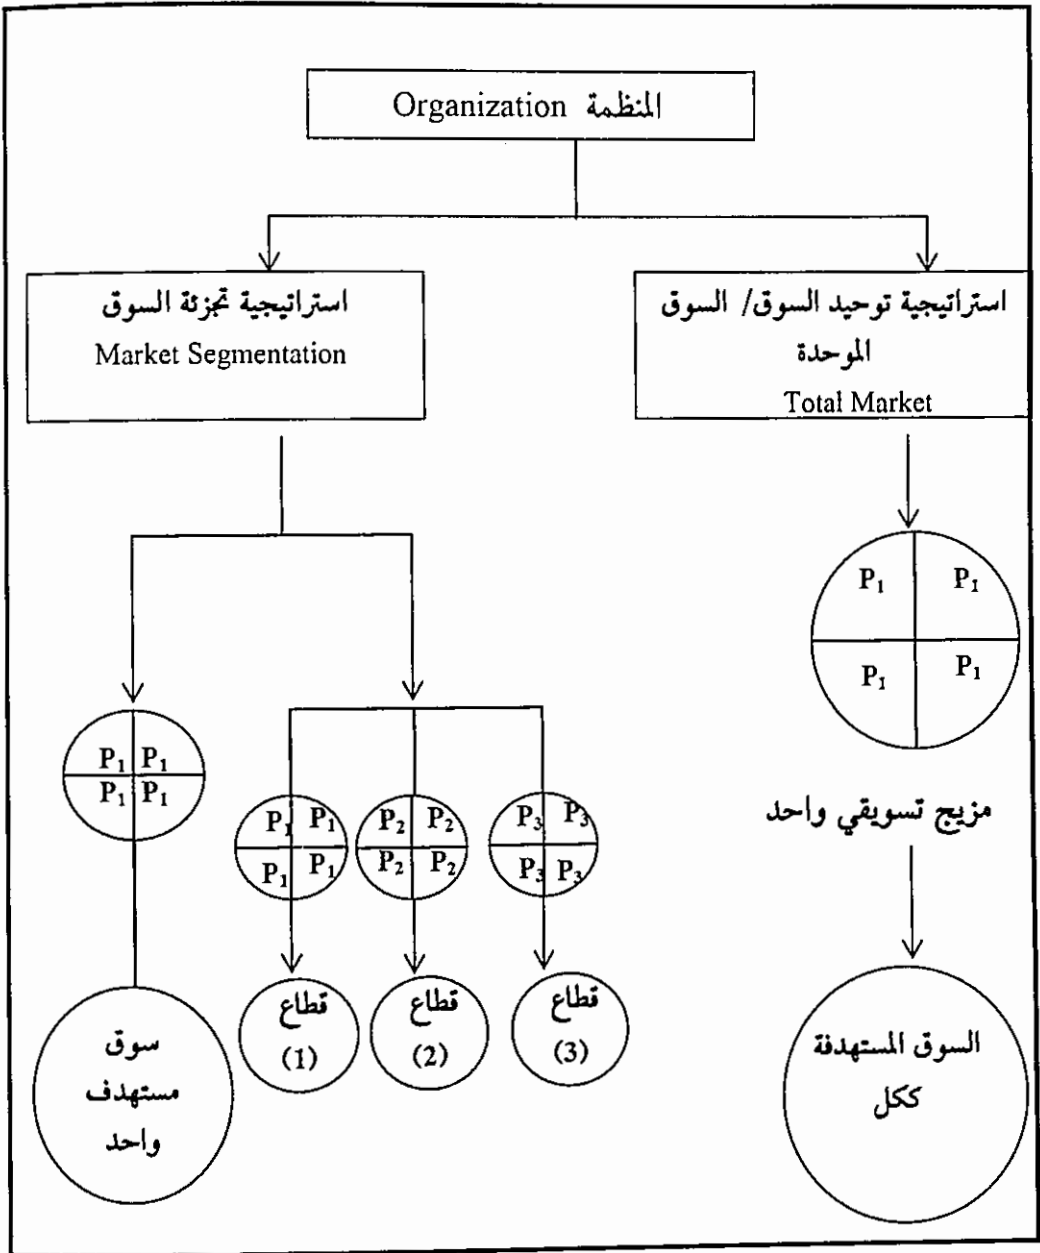 المنظمة Organization
استراتيجية توحيد السوق/ السوق
الموحدة
Total Market
استراتيجية تجزئة السوق
Market Segmentation
P₁ P₁
P₁ P₁
مزيج تسويقي واحد
السوق المستهدفة
ككل
P₁ P₁
P₁ P₁
سوق
مستهدف
واحد
P₁ P₁
P₁ P₁
P₂ P₂
P₂ P₂
P₃ P₃
P₃ P₃
قطاع
(1)
قطاع
(2)
قطاع
(3)